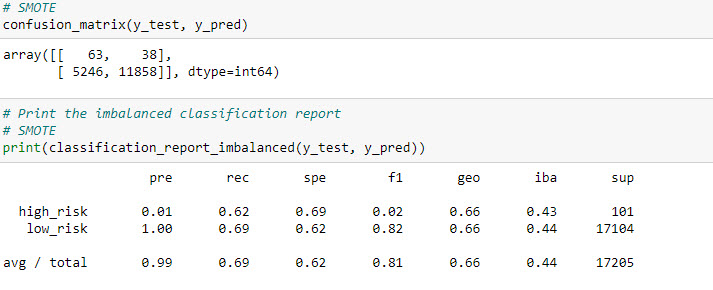 # SMOTE
confusion_matrix(y_test, y_pred)
array([[   63,    38],
       [ 5246, 11858]], dtype=int64)
# Print the imbalanced classification report
# SMOTE
print(classification_report_imbalanced(y_test, y_pred))
                   pre       rec       spe        f1       geo       iba       sup
  high_risk       0.01      0.62      0.69      0.02      0.66      0.43       101
   low_risk       1.00      0.69      0.62      0.82      0.66      0.44     17104
avg / total       0.99      0.69      0.62      0.81      0.66      0.44     17205